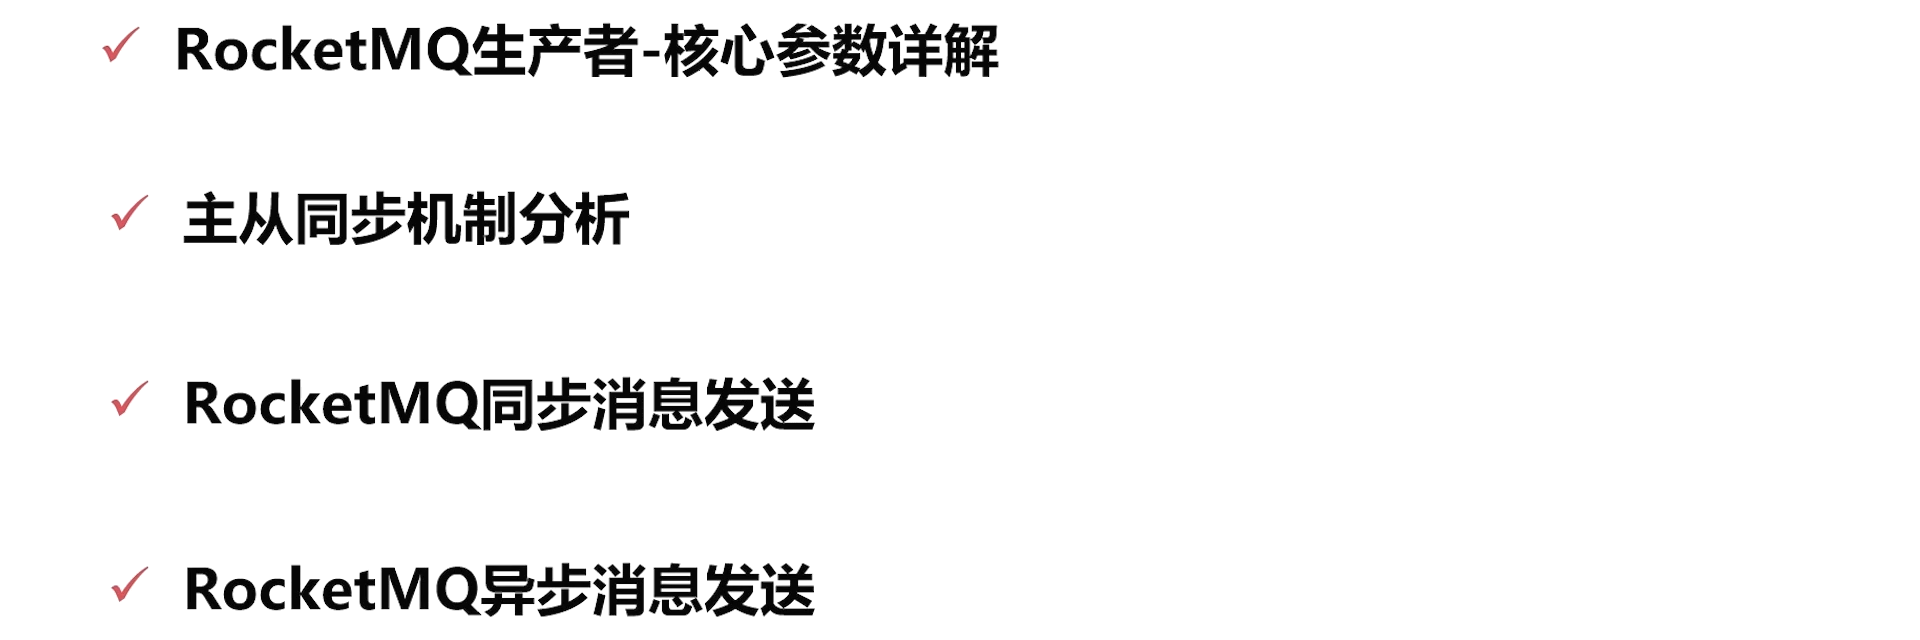 RocketMQ生产者-核心参数详解
主从同步机制分析
RocketMQ同步消息发送
RocketMQ异步消息发送